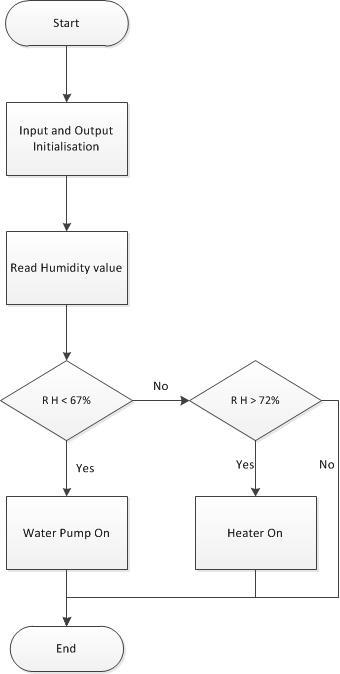 Start
Input and Output
Initialisation
Read Humidity value
R H < 67%
No
R H > 72%
Yes
Yes
No
Water Pump On
Heater On
End